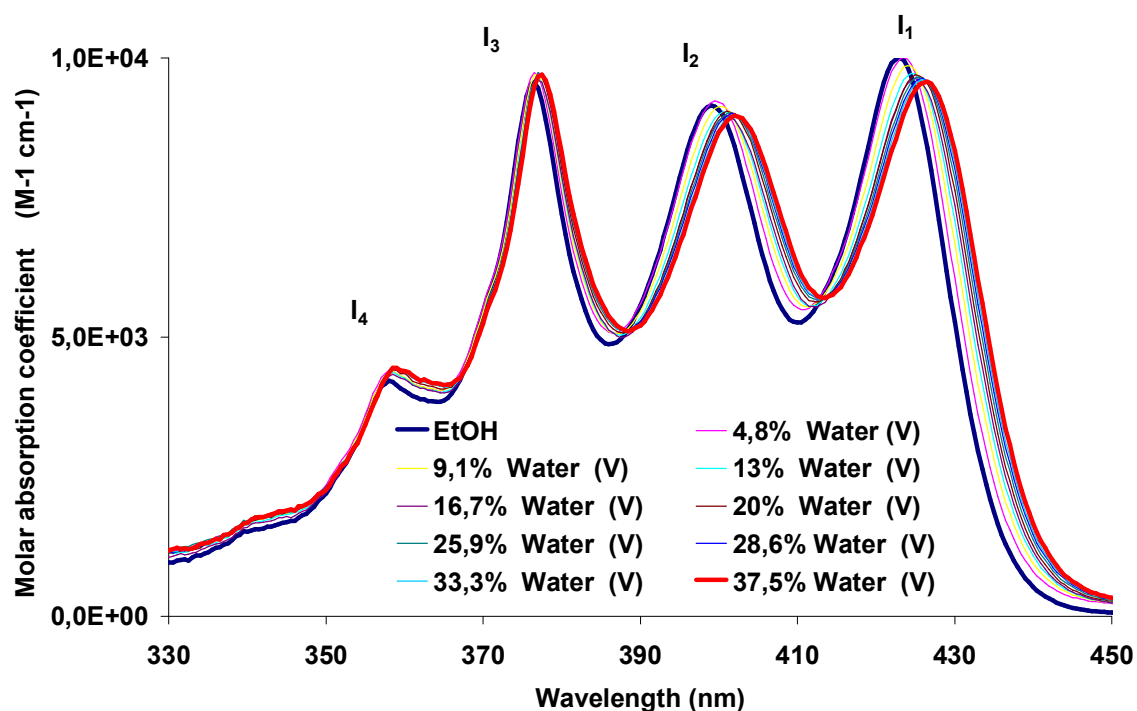 I1
I2
I3
I4
1,0E+04
5,0E+03
0,0E+00
Molar absorption coefficient (M-1 cm-1)
EtOH
4,8% Water (V)
9,1% Water (V)
13% Water (V)
16,7% Water (V)
20% Water (V)
25,9% Water (V)
28,6% Water (V)
33,3% Water (V)
37,5% Water (V)
330 350 370 390 410 430 450
Wavelength (nm)